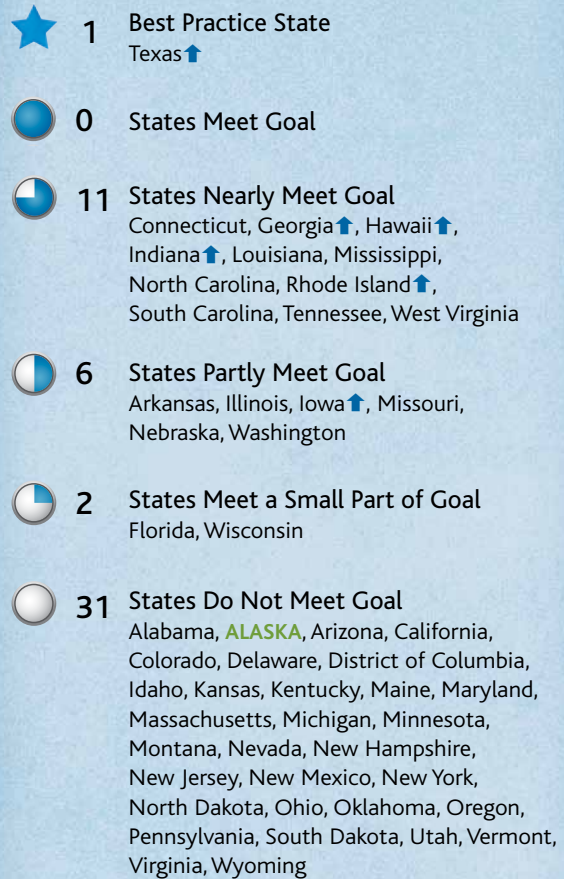 1 Best Practice State
Texas⬆
0 States Meet Goal
11 States Nearly Meet Goal
Connecticut, Georgia⬆, Hawaii⬆,
Indiana⬆, Louisiana, Mississippi,
North Carolina, Rhode Island⬆,
South Carolina, Tennessee, West Virginia
6 States Partly Meet Goal
Arkansas, Illinois, Iowa⬆, Missouri,
Nebraska, Washington
2 States Meet a Small Part of Goal
Florida, Wisconsin
31 States Do Not Meet Goal
Alabama, ALASKA, Arizona, California,
Colorado, Delaware, District of Columbia,
Idaho, Kansas, Kentucky, Maine, Maryland,
Massachusetts, Michigan, Minnesota,
Montana, Nevada, New Hampshire,
New Jersey, New Mexico, New York,
North Dakota, Ohio, Oklahoma, Oregon,
Pennsylvania, South Dakota, Utah, Vermont,
Virginia, Wyoming